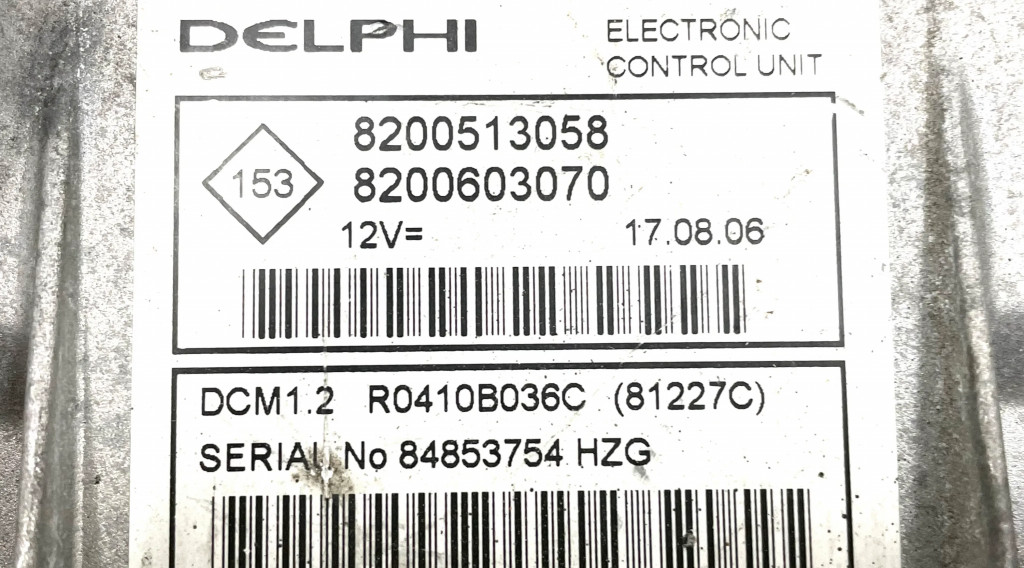 DELPHI
ELECTRONIC
CONTROL UNIT
153
8200513058
8200603070
12V=
17.08.06
DCM1.2 R0410B036C (81227C)
SERIAL No 84853754 HZG